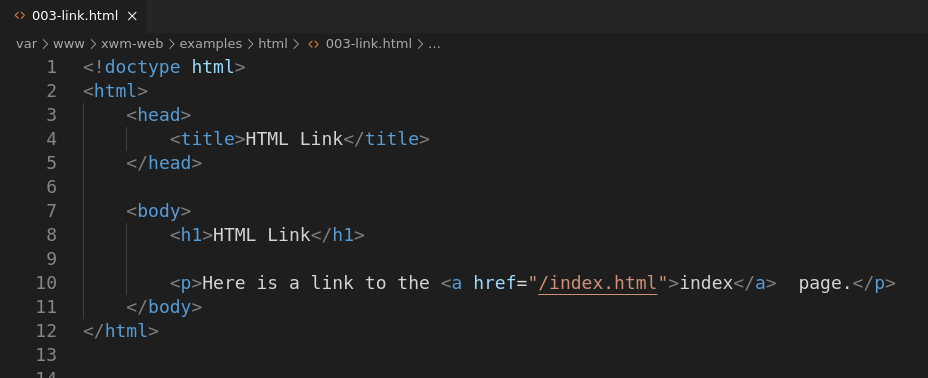 003-link.html
var > www > xwm-web > examples > html > 003-link.html > ...
1 <!doctype html>
2 <html>
3     <head>
4         <title>HTML Link</title>
5     </head>
6
7     <body>
8         <h1>HTML Link</h1>
9
10         <p>Here is a link to the <a href="/index.html">index</a>  page.</p>
11     </body>
12 </html>
13
14